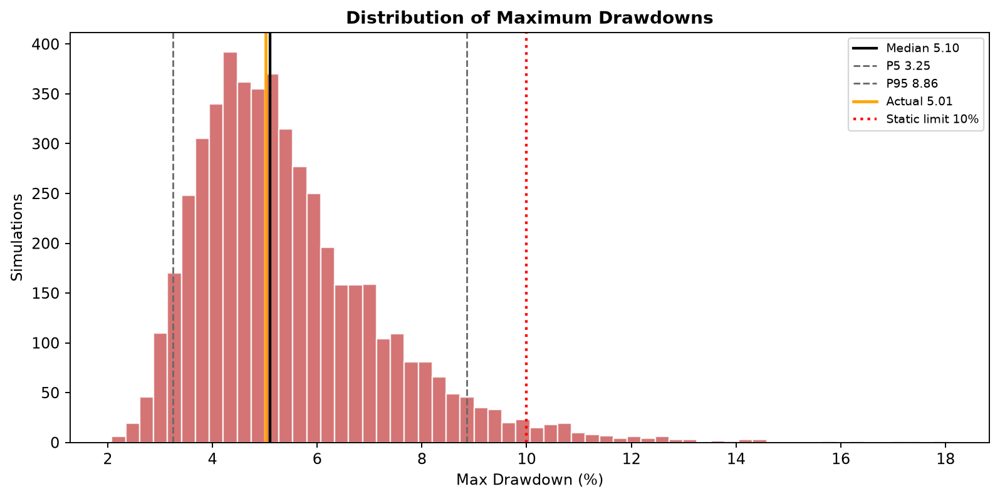 Distribution of Maximum Drawdowns
400
350
300
250
200
150
100
50
0
Simulations
Median 5.10
P5 3.25
P95 8.86
Actual 5.01
Static limit 10%
2 4 6 8 10 12 14 16 18
Max Drawdown (%)